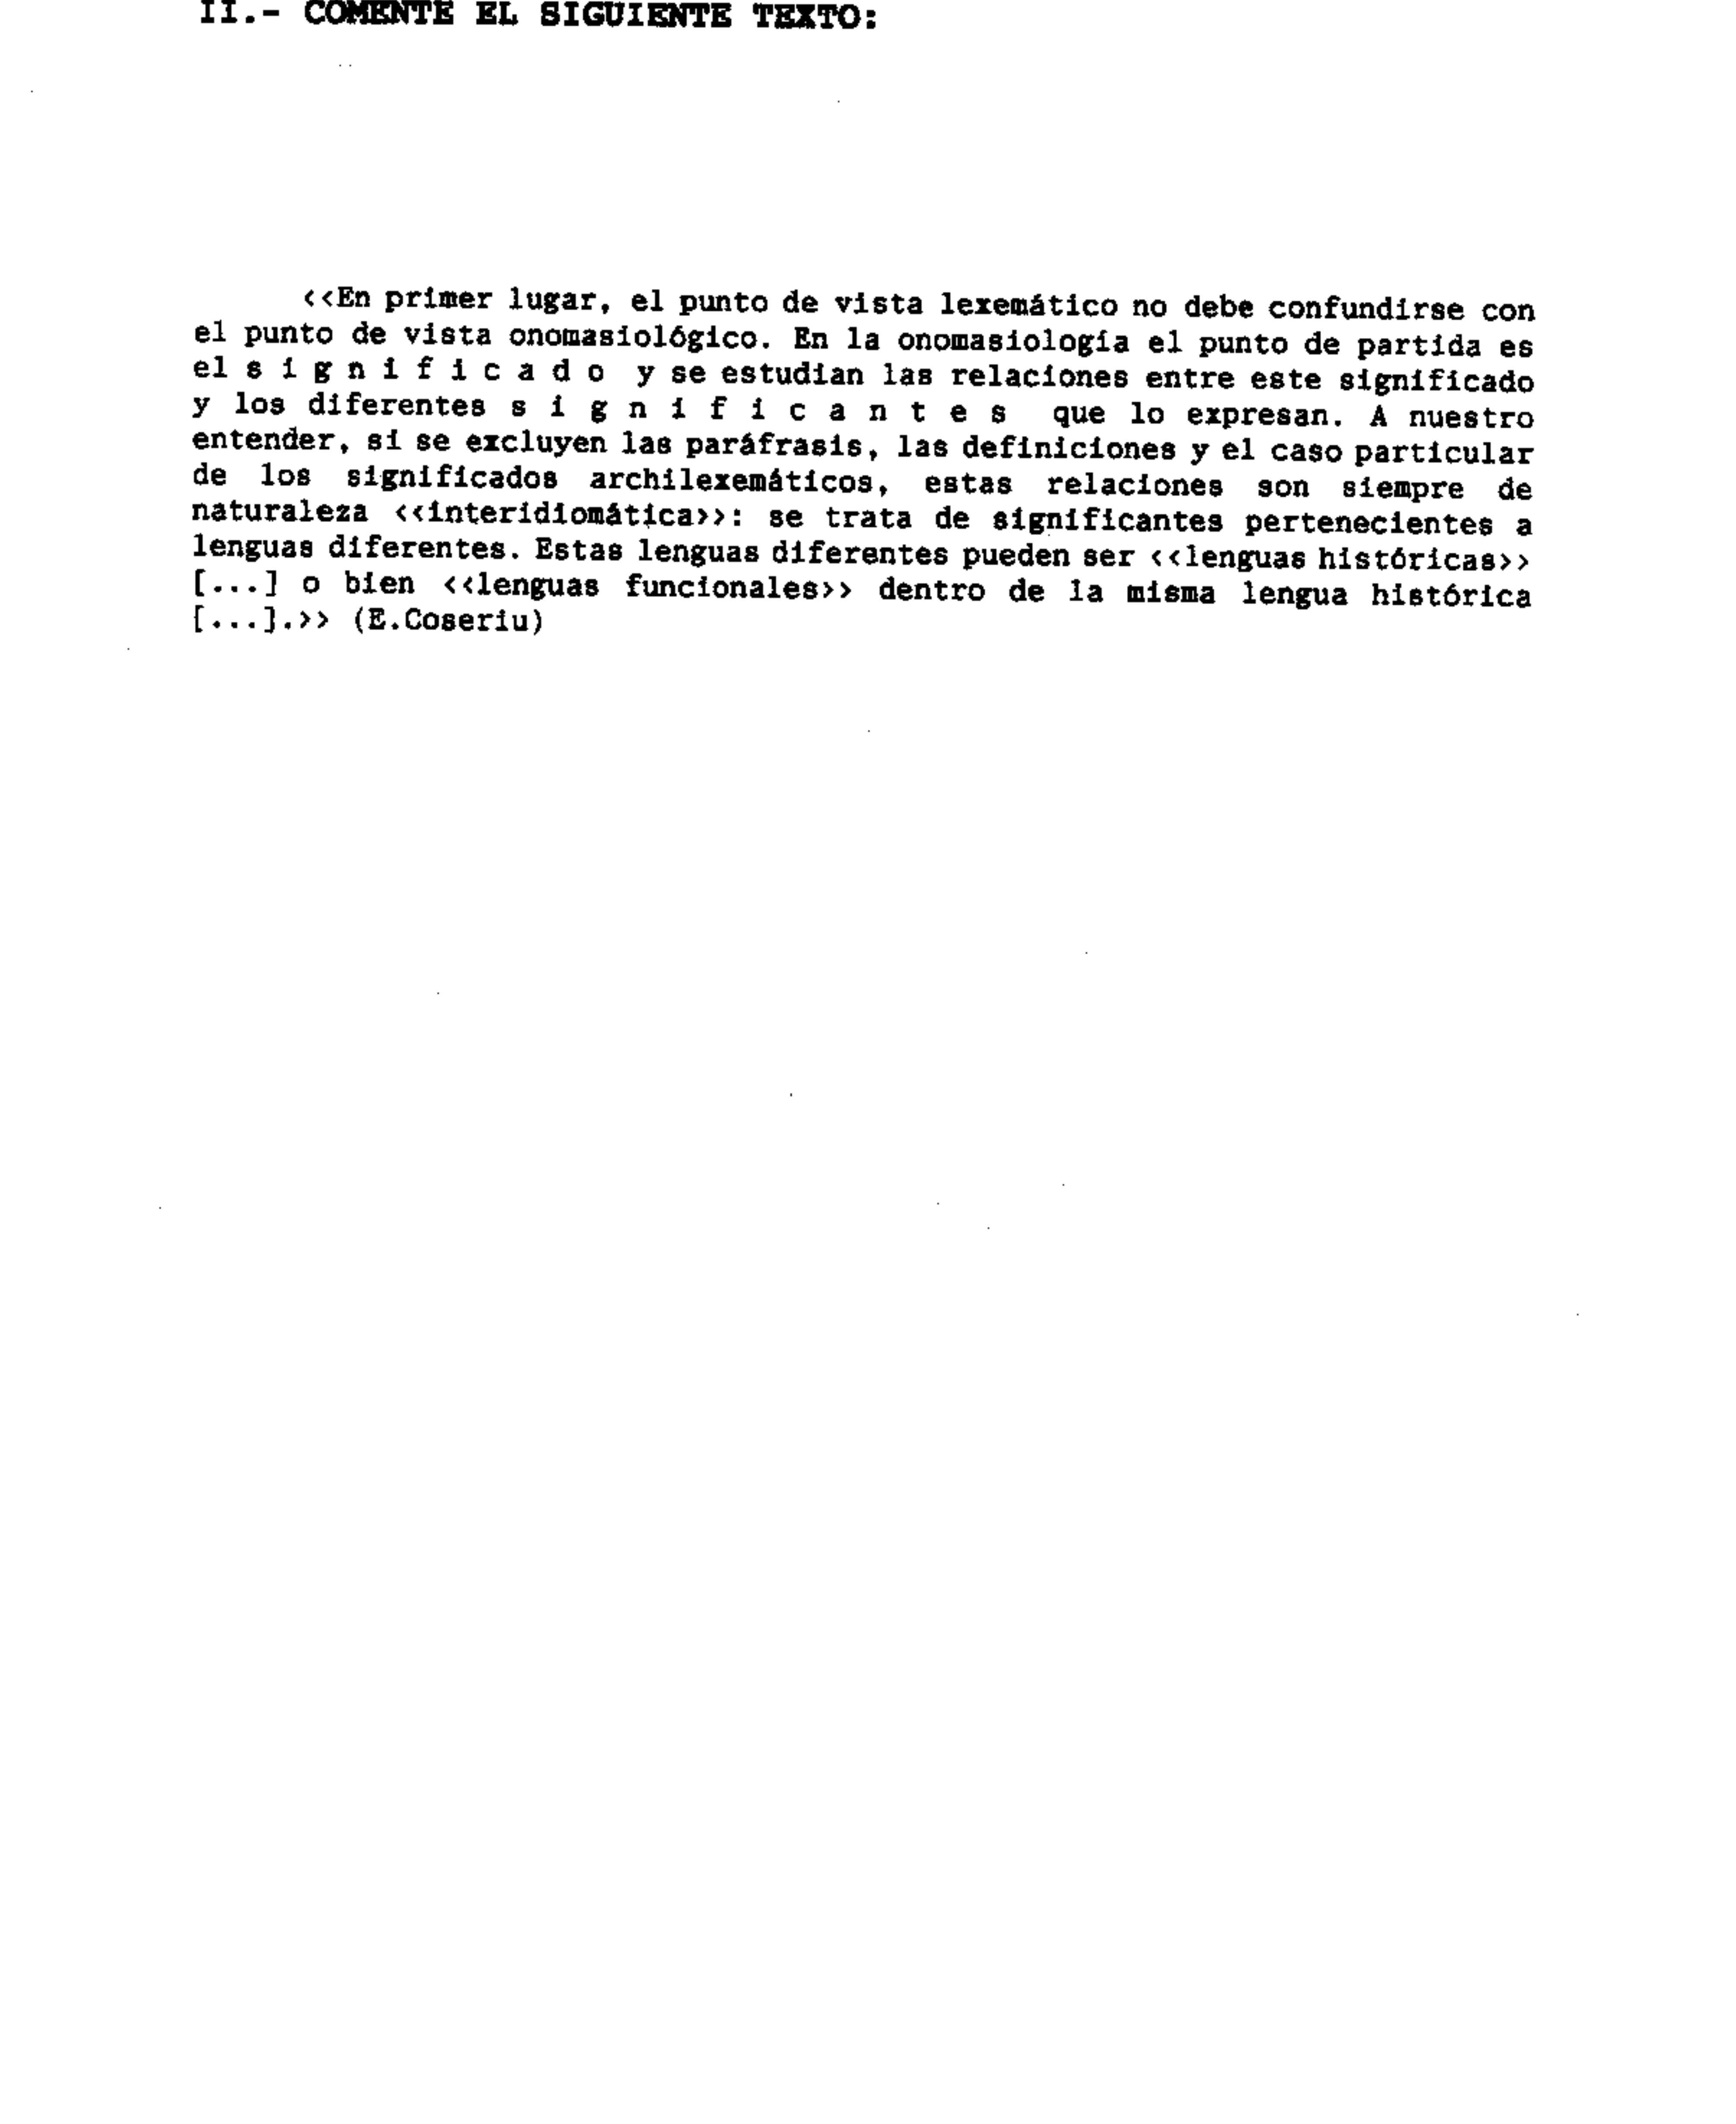 II.- COMENTE EL SIGUIENTE TEXTO:
<<En primer lugar, el punto de vista lexemático no debe confundirse con
el punto de vista onomasiológico. En la onomasiología el punto de partida es
el s i g n i f i c a d o y se estudian las relaciones entre este significado
y los diferentes s i g n i f i c a n t e s que lo expresan. A nuestro
entender, si se excluyen las paráfrasis, las definiciones y el caso particular
de los significados archilexemáticos, estas relaciones son siempre de
naturaleza <<interidiomática>>: se trata de significantes pertenecientes a
lenguas diferentes. Estas lenguas diferentes pueden ser <<lenguas históricas>>
[...] o bien <<lenguas funcionales>> dentro de la misma lengua histórica
[...].>> (E.Coseriu)